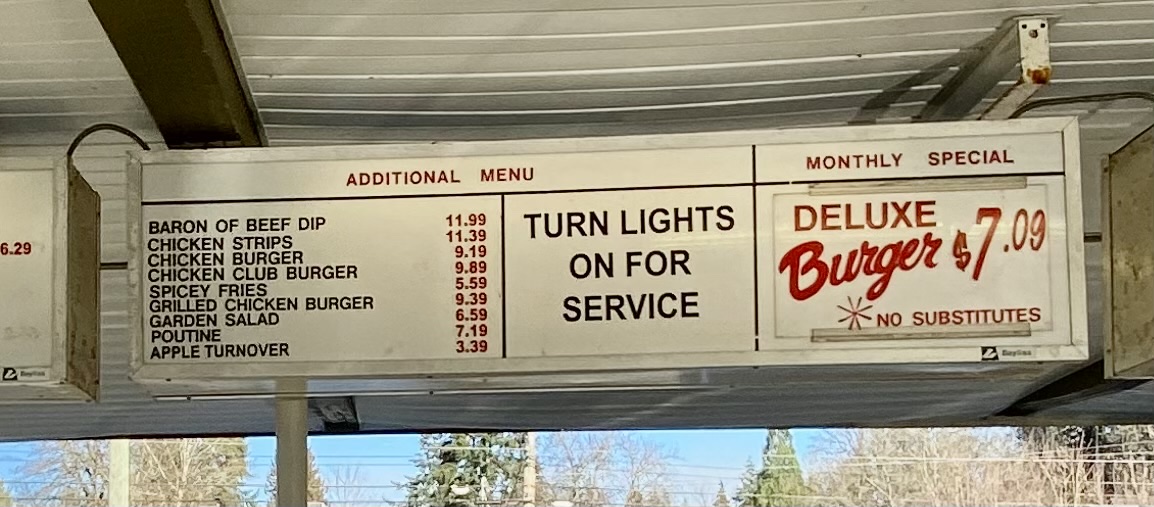 6.29
ADDITIONAL MENU
BARON OF BEEF DIP 11.99
CHICKEN STRIPS 11.39
CHICKEN BURGER 9.19
CHICKEN CLUB BURGER 9.89
SPICEY FRIES 5.59
GRILLED CHICKEN BURGER 9.39
GARDEN SALAD 6.59
POUTINE 7.19
APPLE TURNOVER 3.39
TURN LIGHTS
ON FOR
SERVICE
MONTHLY SPECIAL
DELUXE
Burger $7.09
NO SUBSTITUTES